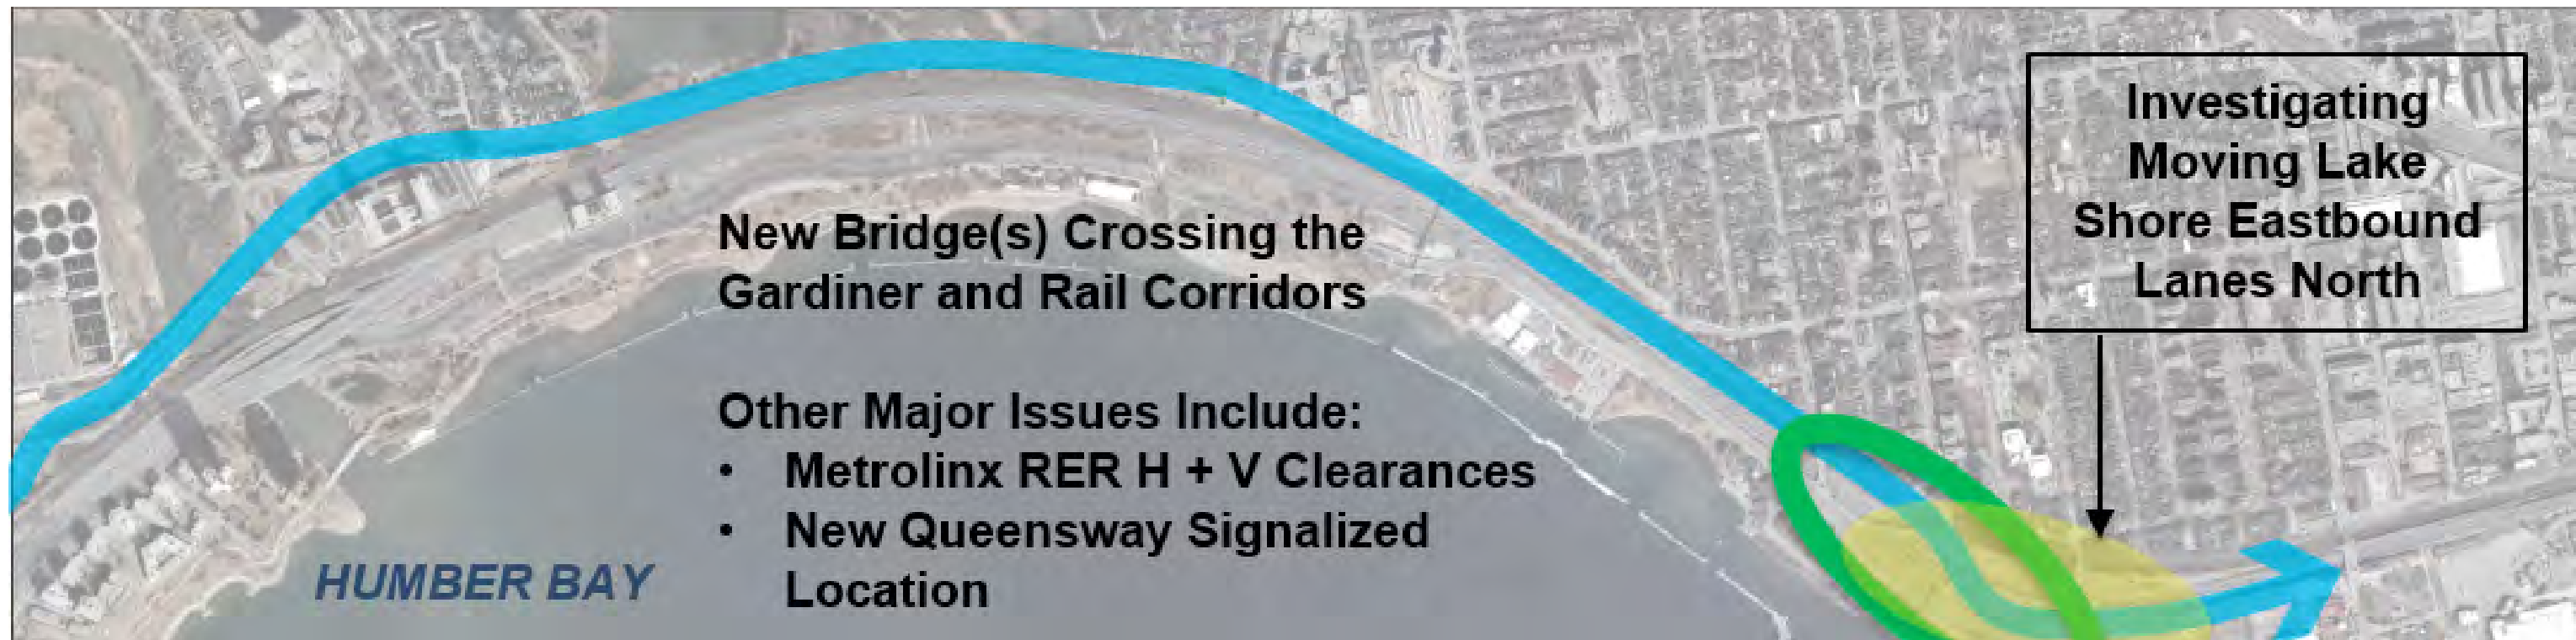 New Bridge(s) Crossing the
Gardiner and Rail Corridors
Other Major Issues Include:
• Metrolinx RER H + V Clearances
• New Queensway Signalized
Location
HUMBER BAY
Investigating
Moving Lake
Shore Eastbound
Lanes North